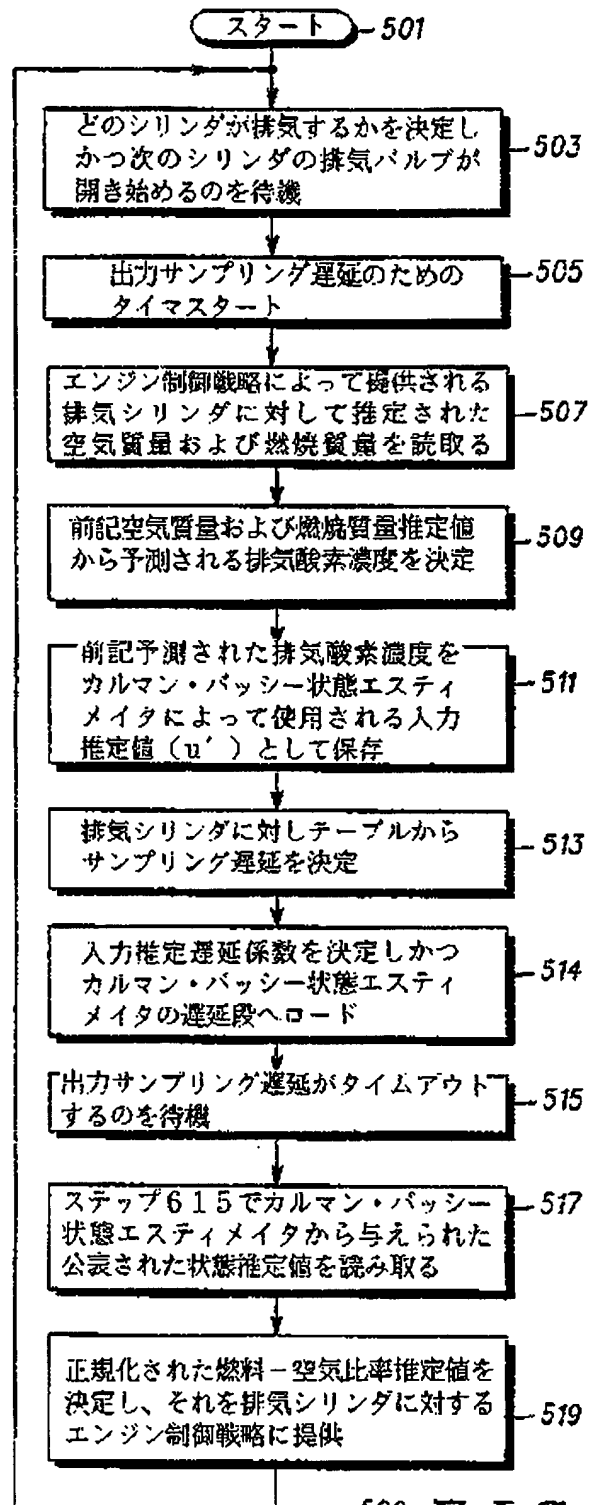 スタート
501
どのシリンダが排気するかを決定し
かつ次のシリンダの排気バルブが
開き始めるのを待機
503
出力サンプリング遅延のための
タイマスタート
505
エンジン制御戦略によって提供される
排気シリンダに対して推定された
空気質量および燃焼質量を読取る
507
前記空気質量および燃焼質量推定値
から予測される排気酸素濃度を決定
509
前記予測された排気酸素濃度を
カルマン・バッシー状態エスティ
メイタによって使用される入力
推定値（u′）として保存
511
排気シリンダに対しテーブルから
サンプリング遅延を決定
513
入力推定遅延係数を決定しかつ
カルマン・バッシー状態エスティ
メイタの遅延段へロード
514
出力サンプリング遅延がタイムアウト
するのを待機
515
ステップ615でカルマン・バッシー
状態エスティメイタから与えられた
公表された状態推定値を読み取る
517
正規化された燃料－空気比率推定値を
決定し、それを排気シリンダに対する
エンジン制御戦略に提供
519